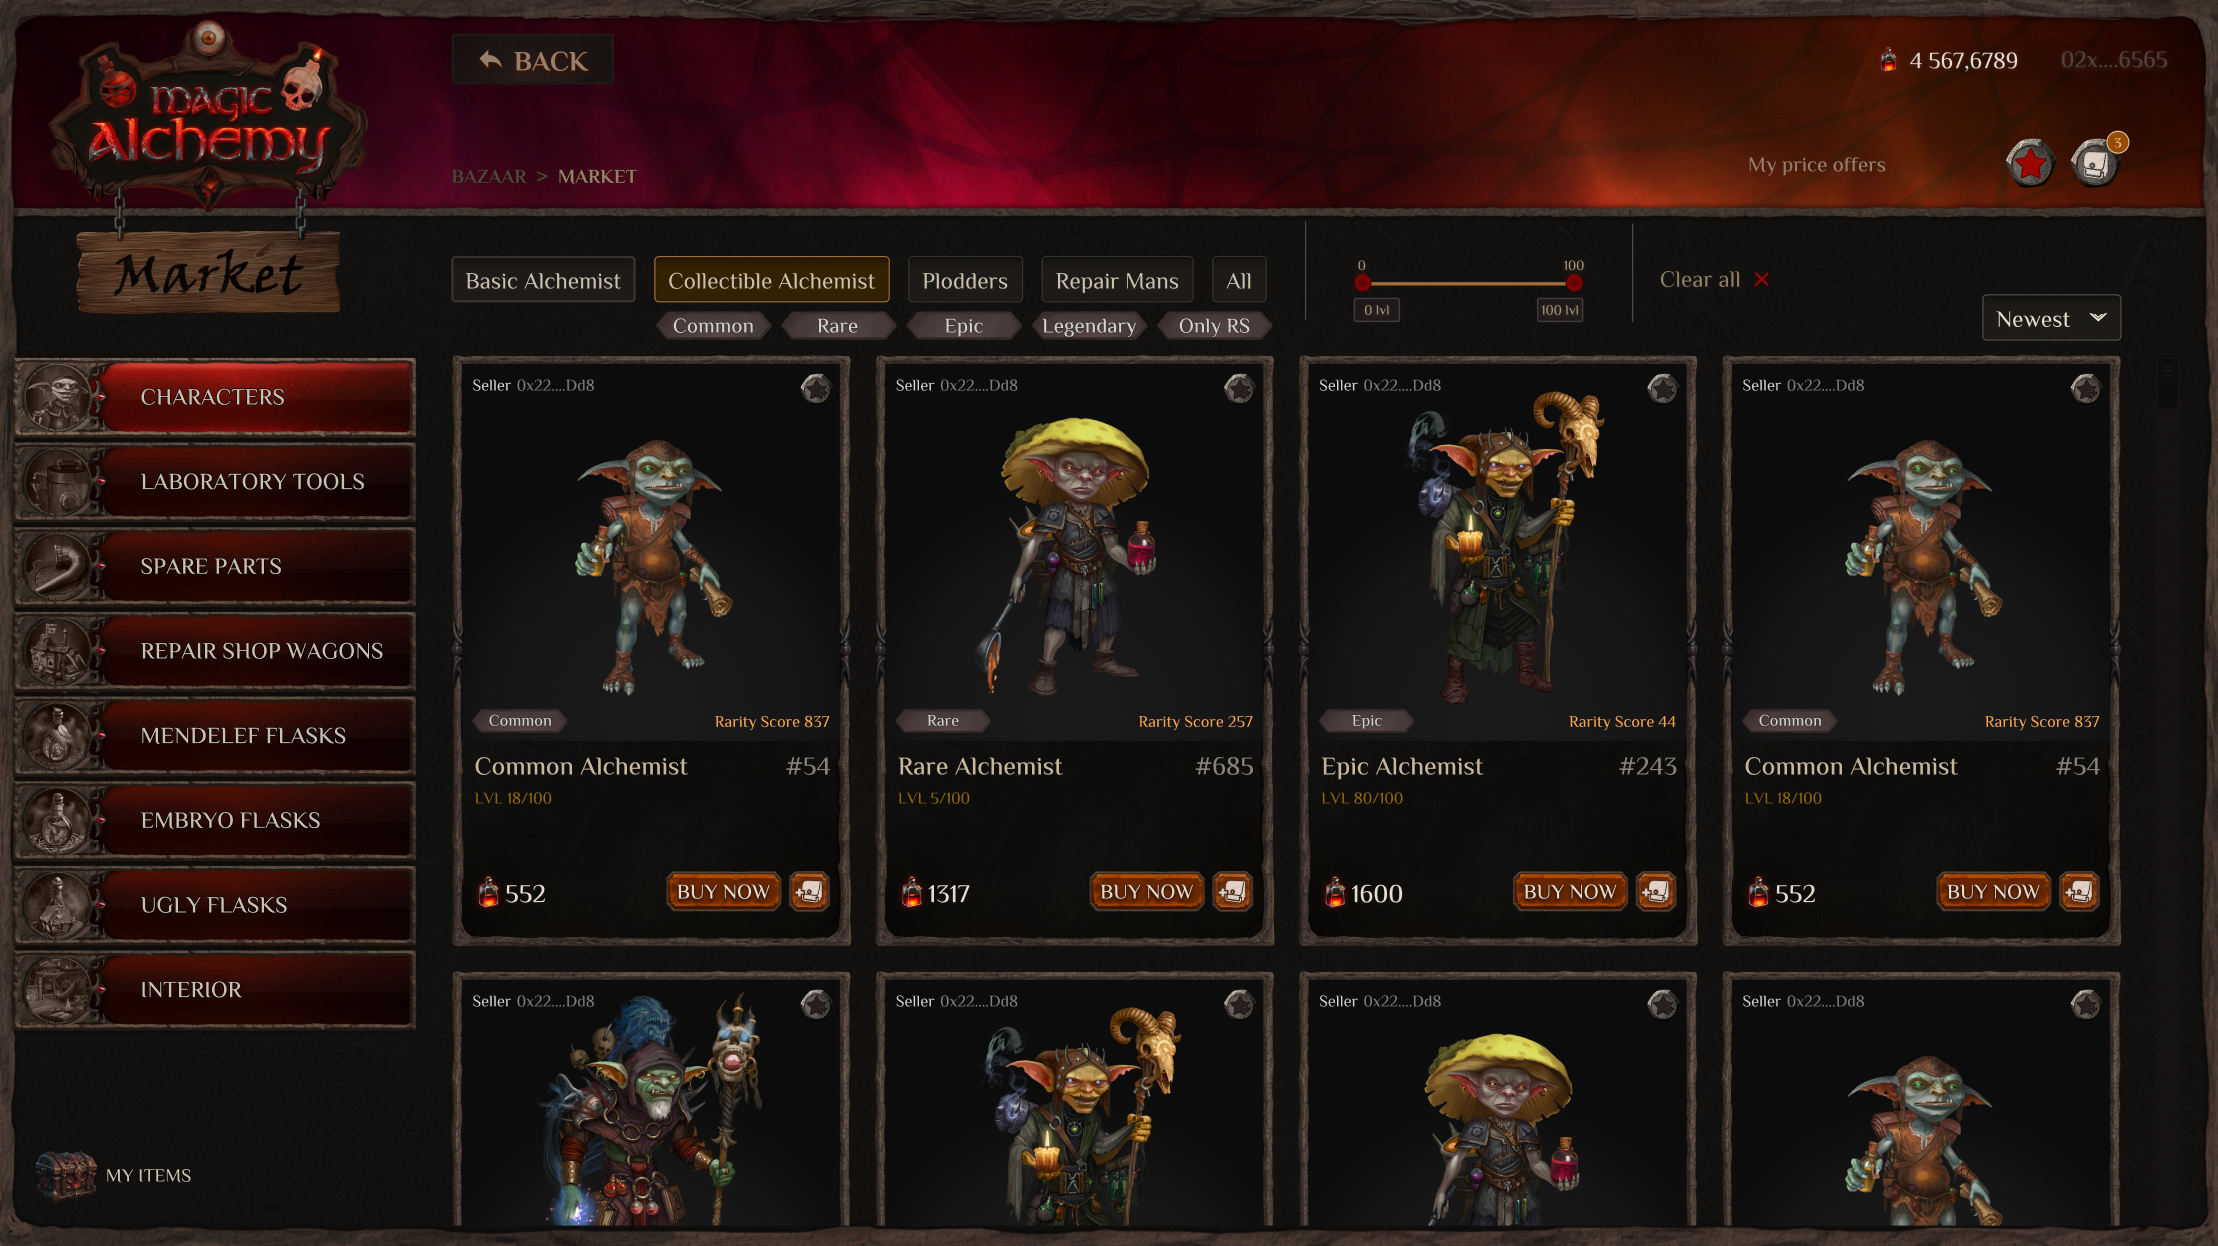 MAGIC
Alchemy
BACK
4 567,6789
02x....6565
BAZAAR > MARKET
My price offers
3
Market
Basic Alchemist
Collectible Alchemist
Plodders
Repair Mans
All
Common
Rare
Epic
Legendary
Only RS
0
100
0 lvl
100 lvl
Clear all
Newest
CHARACTERS
LABORATORY TOOLS
SPARE PARTS
REPAIR SHOP WAGONS
MENDELEF FLASKS
EMBRYO FLASKS
UGLY FLASKS
INTERIOR
MY ITEMS
Seller 0x22....Dd8
Common
Rarity Score 837
Common Alchemist #54
LVL 18/100
552
BUY NOW
Seller 0x22....Dd8
Rare
Rarity Score 257
Rare Alchemist #685
LVL 5/100
1317
BUY NOW
Seller 0x22....Dd8
Epic
Rarity Score 44
Epic Alchemist #243
LVL 80/100
1600
BUY NOW
Seller 0x22....Dd8
Common
Rarity Score 837
Common Alchemist #54
LVL 18/100
552
BUY NOW
Seller 0x22....Dd8
Seller 0x22....Dd8
Seller 0x22....Dd8
Seller 0x22....Dd8